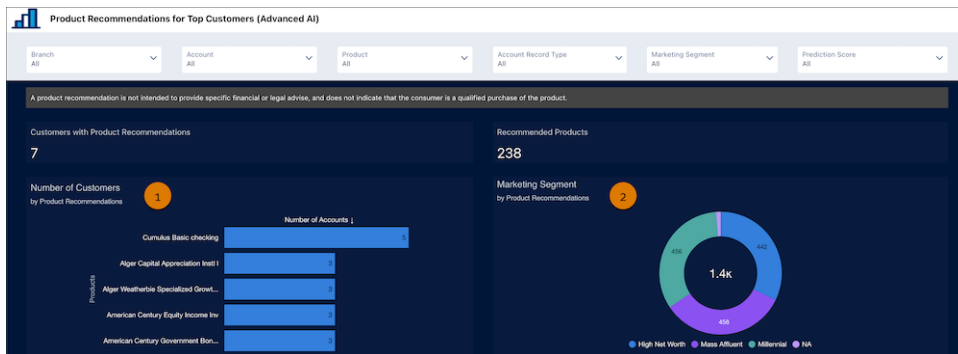 Product Recommendations for Top Customers (Advanced AI)
Branch
All
Account
All
Product
All
Account Record Type
All
Marketing Segment
All
Prediction Score
All
A product recommendation is not intended to provide specific financial or legal advise, and does not indicate that the consumer is a qualified purchase of the product.
Customers with Product Recommendations
7
Recommended Products
238
Number of Customers
by Product Recommendations
1
Number of Accounts ↓
Products
Cumulus Basic checking
5
Alger Capital Appreciation Instl I
3
Alger Weatherbie Specialized Growt...
3
American Century Equity Income Inv
3
American Century Government Bon...
3
Marketing Segment
by Product Recommendations
2
456
442
1.4K
458
High Net Worth
Mass Affluent
Millennial
NA